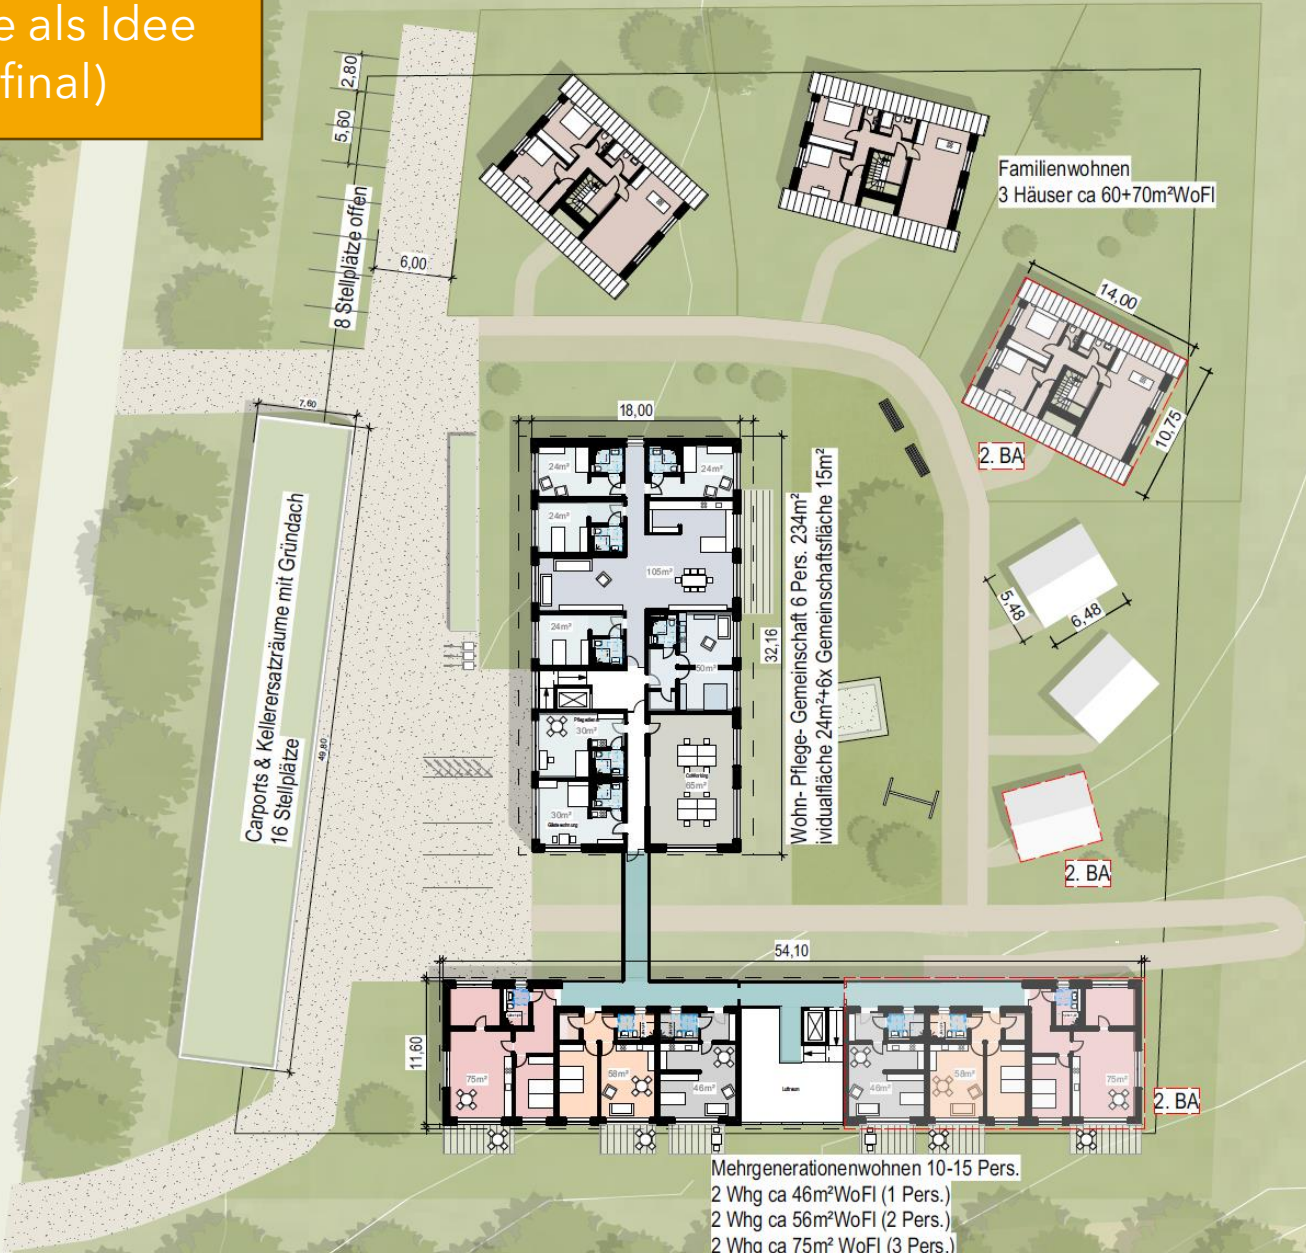 e als Idee
final)
2,80
5,60
8 Stellplätze offen
6,00
Familienwohnen
3 Häuser ca 60+70m²WoFl
14,00
10,75
2. BA
7,60
18,00
Carports & Kellerersatzräume mit Gründach
16 Stellplätze
49,80
24m²
24m²
24m²
105m²
24m²
50m²
30m²
CoWorking
65m²
30m²
32,16
Wohn- Pflege- Gemeinschaft 6 Pers. 234m²
ividualfläche 24m²+6x Gemeinschaftsfläche 15m²
5,48
6,48
2. BA
54,10
11,60
75m²
58m²
46m²
Luftraum
46m²
58m²
75m²
2. BA
Mehrgenerationenwohnen 10-15 Pers.
2 Whg ca 46m²WoFl (1 Pers.)
2 Whg ca 56m²WoFl (2 Pers.)
2 Whg ca 75m² WoFl (3 Pers.)